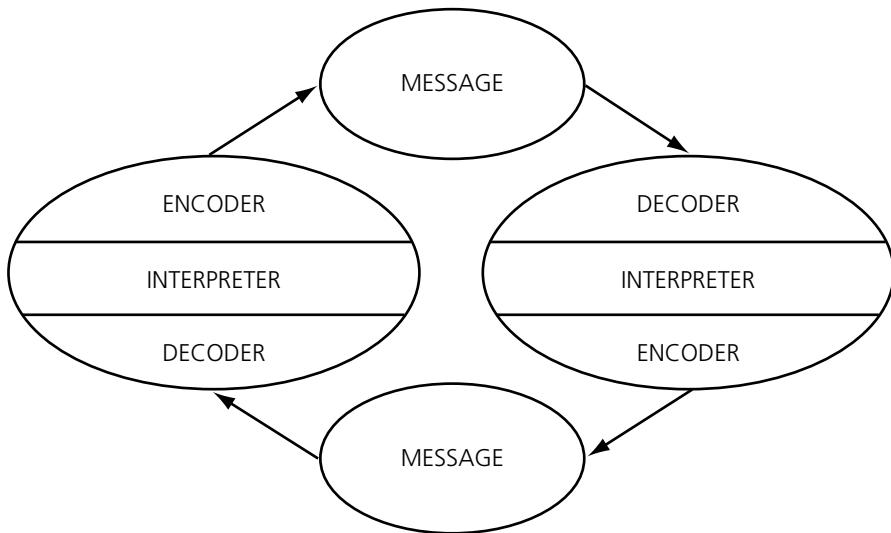 MESSAGE
ENCODER
INTERPRETER
DECODER
DECODER
INTERPRETER
ENCODER
MESSAGE